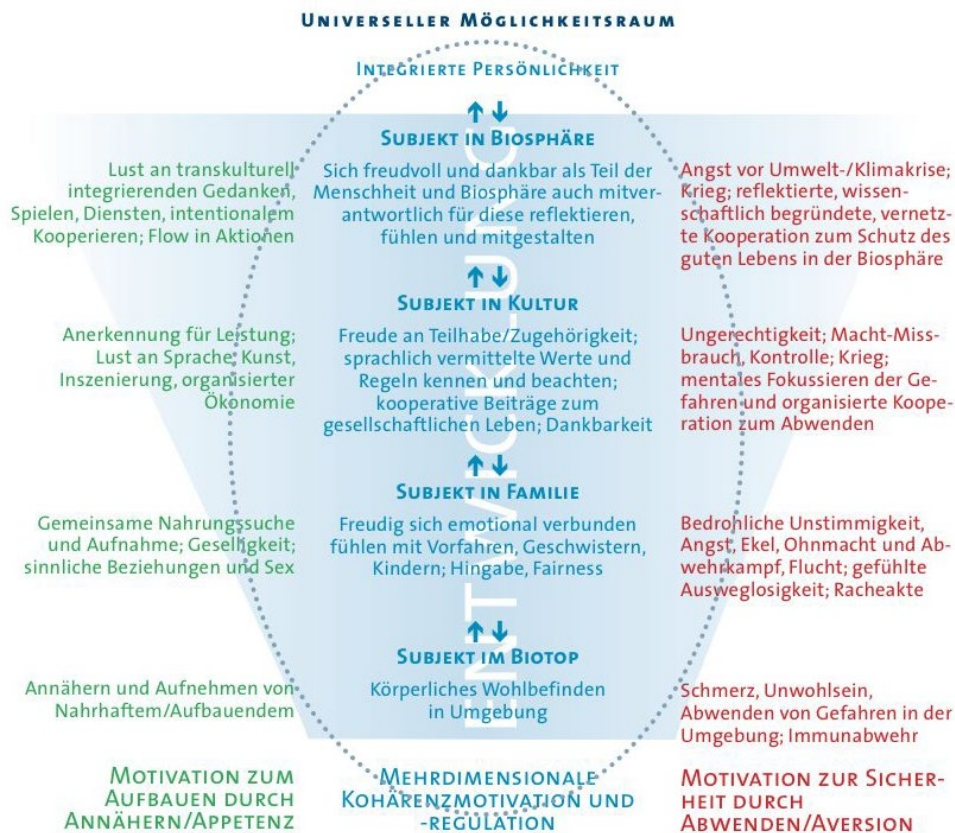 UNIVERSELLER MÖGLICHKEITSRAUM
INTEGRIERTE PERSÖNLICHKEIT
SUBJEKT IN BIOSPHÄRE
Lust an transkulturell
integrierenden Gedanken,
Spielen, Diensten, intentionalem
Kooperieren; Flow in Aktionen
Sich freudvoll und dankbar als Teil der
Menschheit und Biosphäre auch mitver-
antwortlich für diese reflektieren,
fühlen und mitgestalten
Angst vor Umwelt-/Klimakrise;
Krieg; reflektierte, wissen-
schaftlich begründete, vernetz-
te Kooperation zum Schutz des
guten Lebens in der Biosphäre
SUBJEKT IN KULTUR
Anerkennung für Leistung;
Lust an Sprache, Kunst,
Inszenierung, organisierter
Ökonomie
Freude an Teilhabe/Zugehörigkeit;
sprachlich vermittelte Werte und
Regeln kennen und beachten;
kooperative Beiträge zum
gesellschaftlichen Leben; Dankbarkeit
Ungerechtigkeit; Macht-Miss-
brauch, Kontrolle; Krieg;
mentales Fokussieren der Ge-
fahren und organisierte Koope-
ration zum Abwenden
SUBJEKT IN FAMILIE
Gemeinsame Nahrungssuche
und Aufnahme; Geselligkeit;
sinnliche Beziehungen und Sex
Freudig sich emotional verbunden
fühlen mit Vorfahren, Geschwistern,
Kindern; Hingabe, Fairness
Bedrohliche Unstimmigkeit,
Angst, Ekel, Ohnmacht und Ab-
wehrkampf, Flucht; gefühlte
Ausweglosigkeit; Racheakte
SUBJEKT IM BIOTOP
Annähern und Aufnehmen von
Nahrhaftem/Aufbauendem
Körperliches Wohlbefinden
in Umgebung
Schmerz, Unwohlsein,
Abwenden von Gefahren in der
Umgebung; Immunabwehr
ENTWICKLUNG
MOTIVATION ZUM
AUFBAUEN DURCH
ANNÄHERN/APPETENZ
MEHRDIMENSIONALE
KOHÄRENZMOTIVATION UND
-REGULATION
MOTIVATION ZUR SICHER-
HEIT DURCH
ABWENDEN/AVERSION